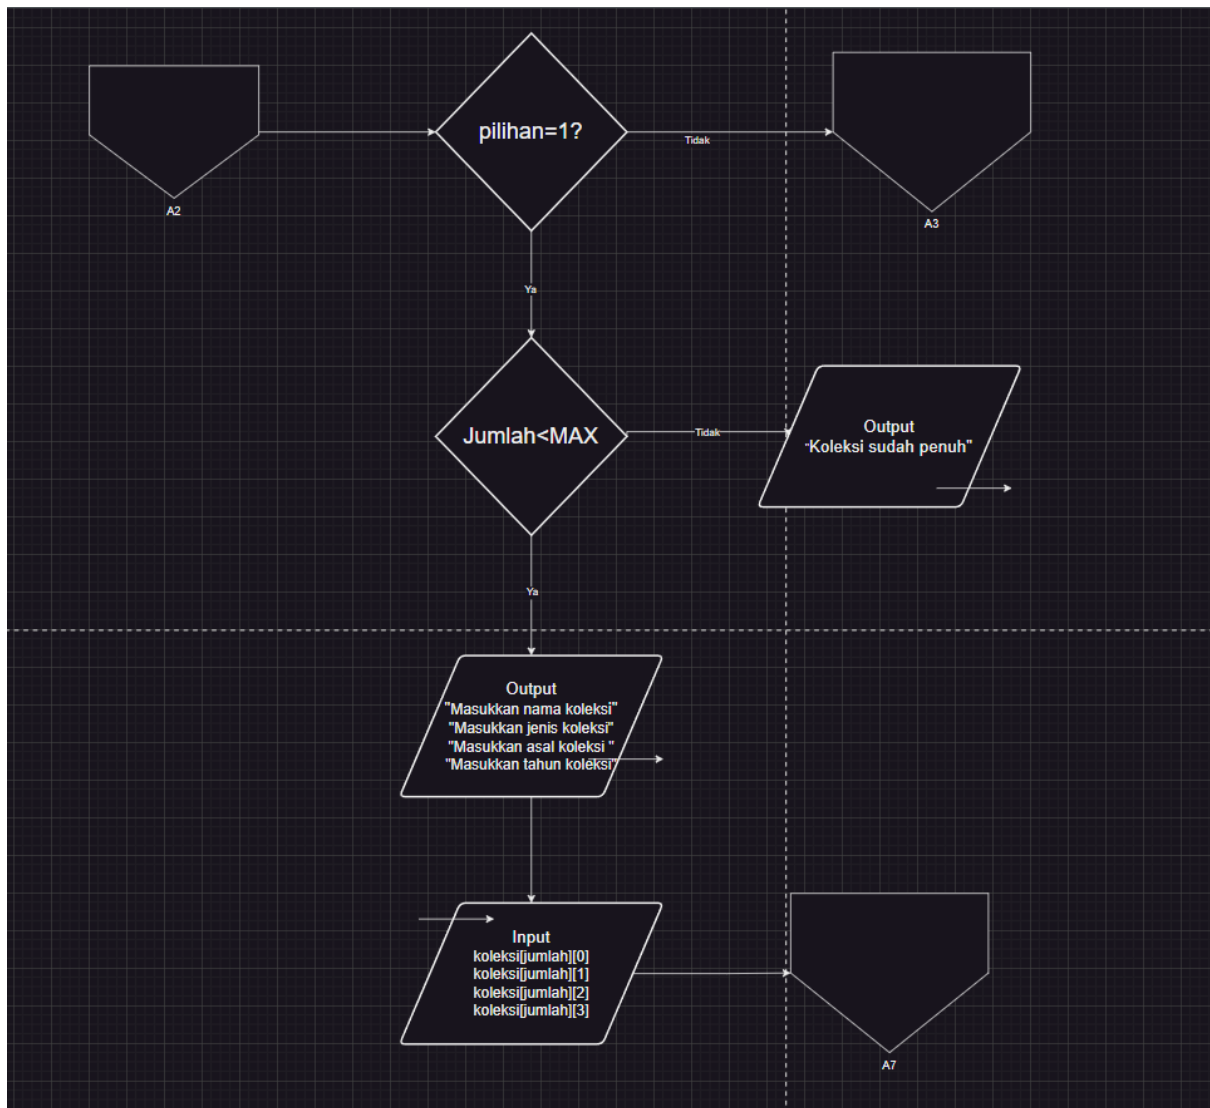 pilihan=1?
Tidak
A2
A3
Ya
Jumlah<MAX
Tidak
Output
"Koleksi sudah penuh"
Ya
Output
"Masukkan nama koleksi"
"Masukkan jenis koleksi"
"Masukkan asal koleksi "
"Masukkan tahun koleksi"
Input
koleksi[jumlah][0]
koleksi[jumlah][1]
koleksi[jumlah][2]
koleksi[jumlah][3]
A7